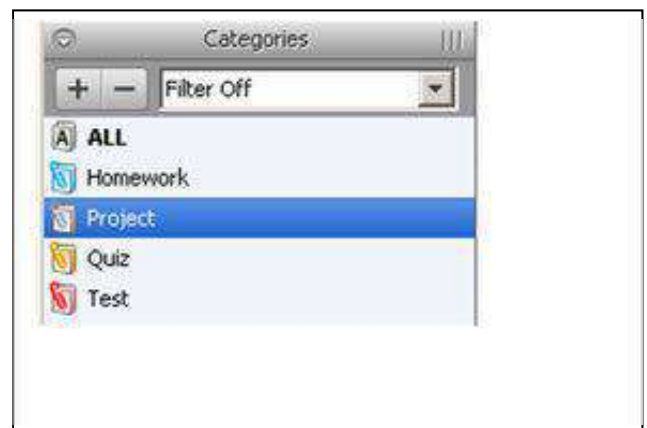 Categories
+ − Filter Off
A ALL
Homework
Project
Quiz
Test